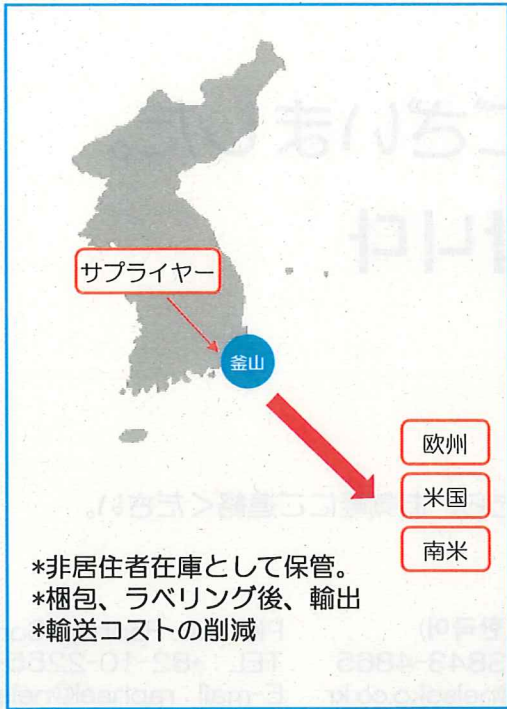 サプライヤー
釜山
欧州
米国
南米
*非居住者在庫として保管。
*梱包、ラベリング後、輸出
*輸送コストの削減